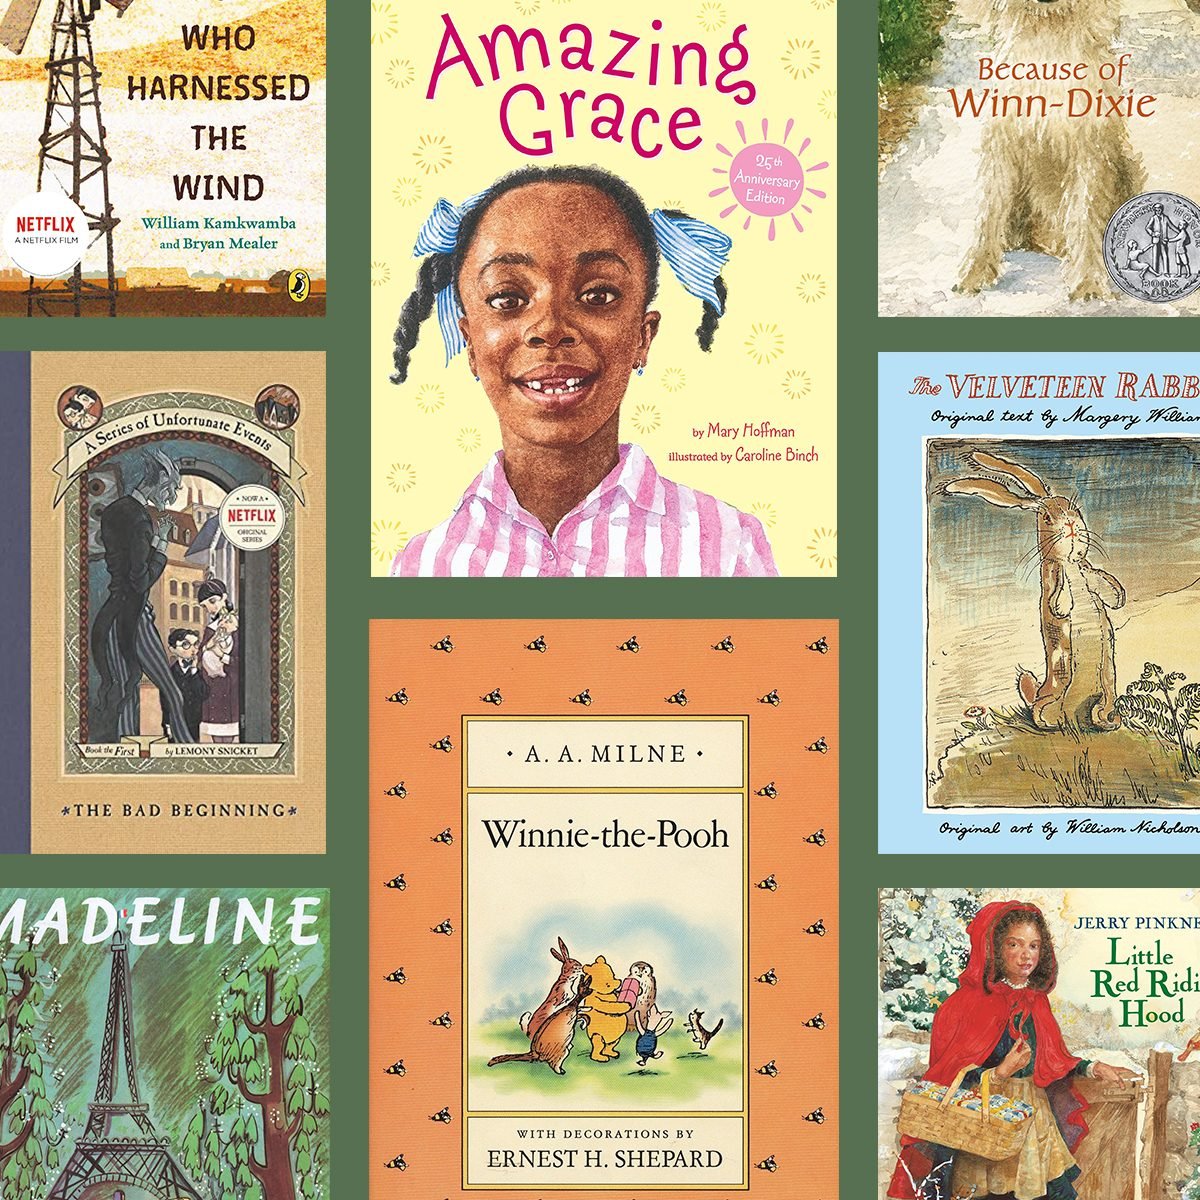 WHO
HARNESSED
THE
WIND
William Kamkwamba
and Bryan Mealer
NETFLIX
A NETFLIX FILM
Amazing
Grace
25th
Anniversary
Edition
by Mary Hoffman
illustrated by Caroline Binch
Because of
Winn-Dixie
A Series of Unfortunate Events
NOW A
NETFLIX
ORIGINAL
SERIES
Book the First
by LEMONY SNICKET
*THE BAD BEGINNING*
· A. A. MILNE ·
Winnie-the-Pooh
WITH DECORATIONS BY
ERNEST H. SHEPARD
The VELVETEEN RABB
Original text by Margery William
Original art by William Nicholson
MADELINE
JERRY PINKNE
Little
Red Ridi
Hood